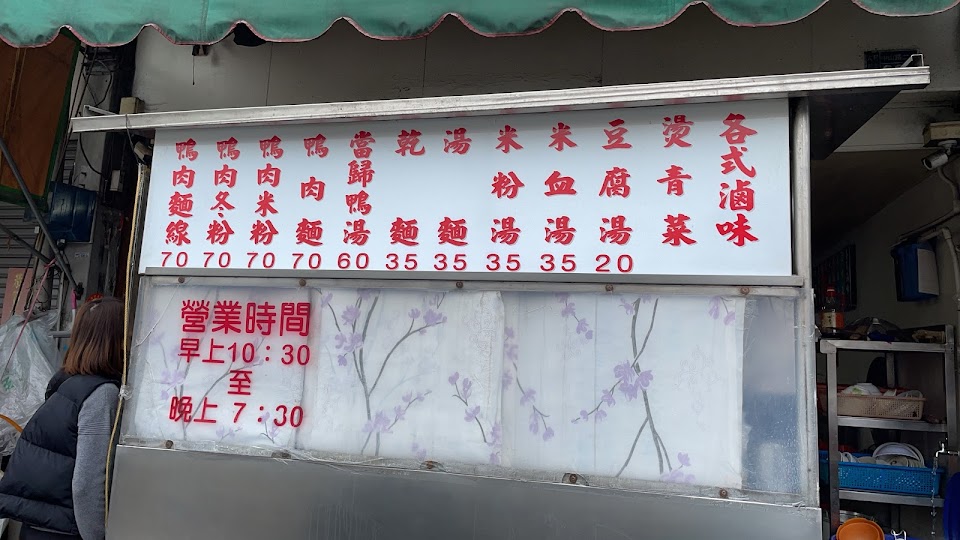 各式滷味
燙青菜
豆腐湯 20
米血湯 35
米粉湯 35
湯麵 35
乾麵 35
當歸鴨湯 60
鴨肉麵 70
鴨肉米粉 70
鴨肉冬粉 70
鴨肉麵線 70
營業時間
早上10：30
至
晚上 7：30